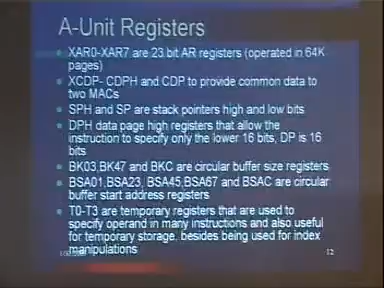 A-Unit Registers
XAR0-XAR7 are 23 bit AR registers (operated in 64K
pages)
XCDP- CDPH and CDP to provide common data to
two MACs
SPH and SP are stack pointers high and low bits
DPH data page high registers that allow the
instruction to specify only the lower 16 bits, DP is 16
bits
BK03,BK47 and BKC are circular buffer size registers
BSA01,BSA23, BSA45,BSA67 and BSAC are circular
buffer start address registers
T0-T3 are temporary registers that are used to
specify operand in many instructions and also useful
for temporary storage, besides being used for index
manipulations
12